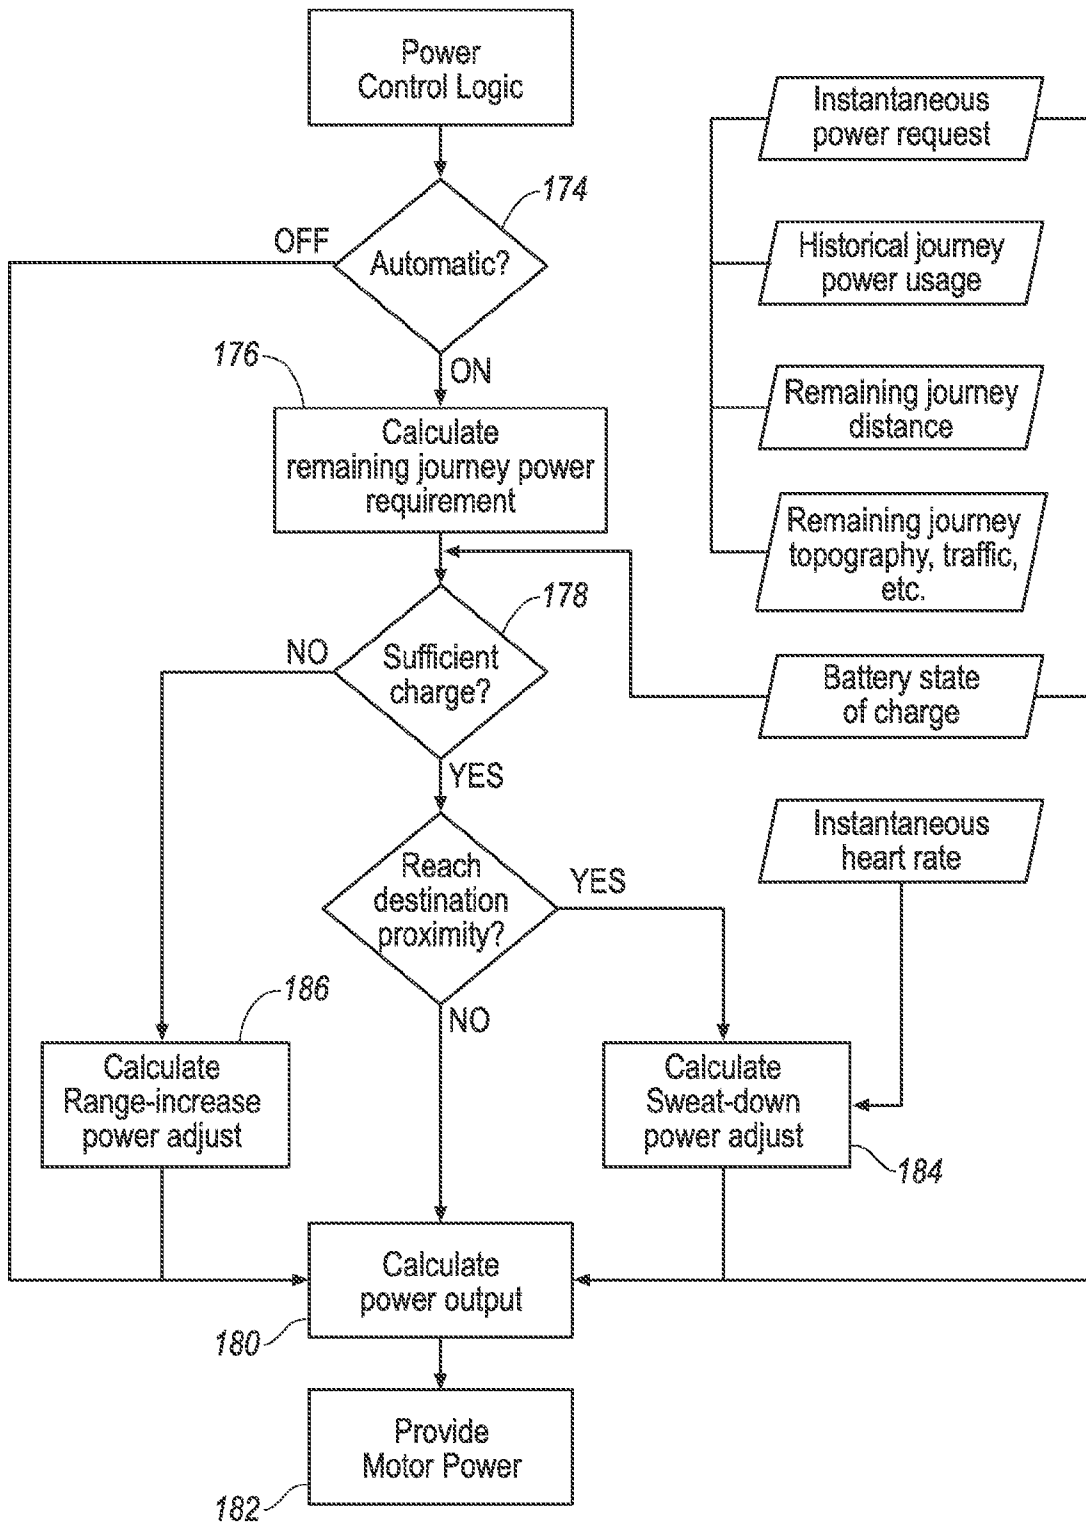 Power
Control Logic
174
OFF
Automatic?
ON
176
Calculate
remaining journey power
requirement
178
NO
Sufficient
charge?
YES
Reach
destination
proximity?
YES
NO
186
Calculate
Range-increase
power adjust
Calculate
Sweat-down
power adjust
184
Calculate
power output
180
Provide
Motor Power
182
Instantaneous
power request
Historical journey
power usage
Remaining journey
distance
Remaining journey
topography, traffic,
etc.
Battery state
of charge
Instantaneous
heart rate